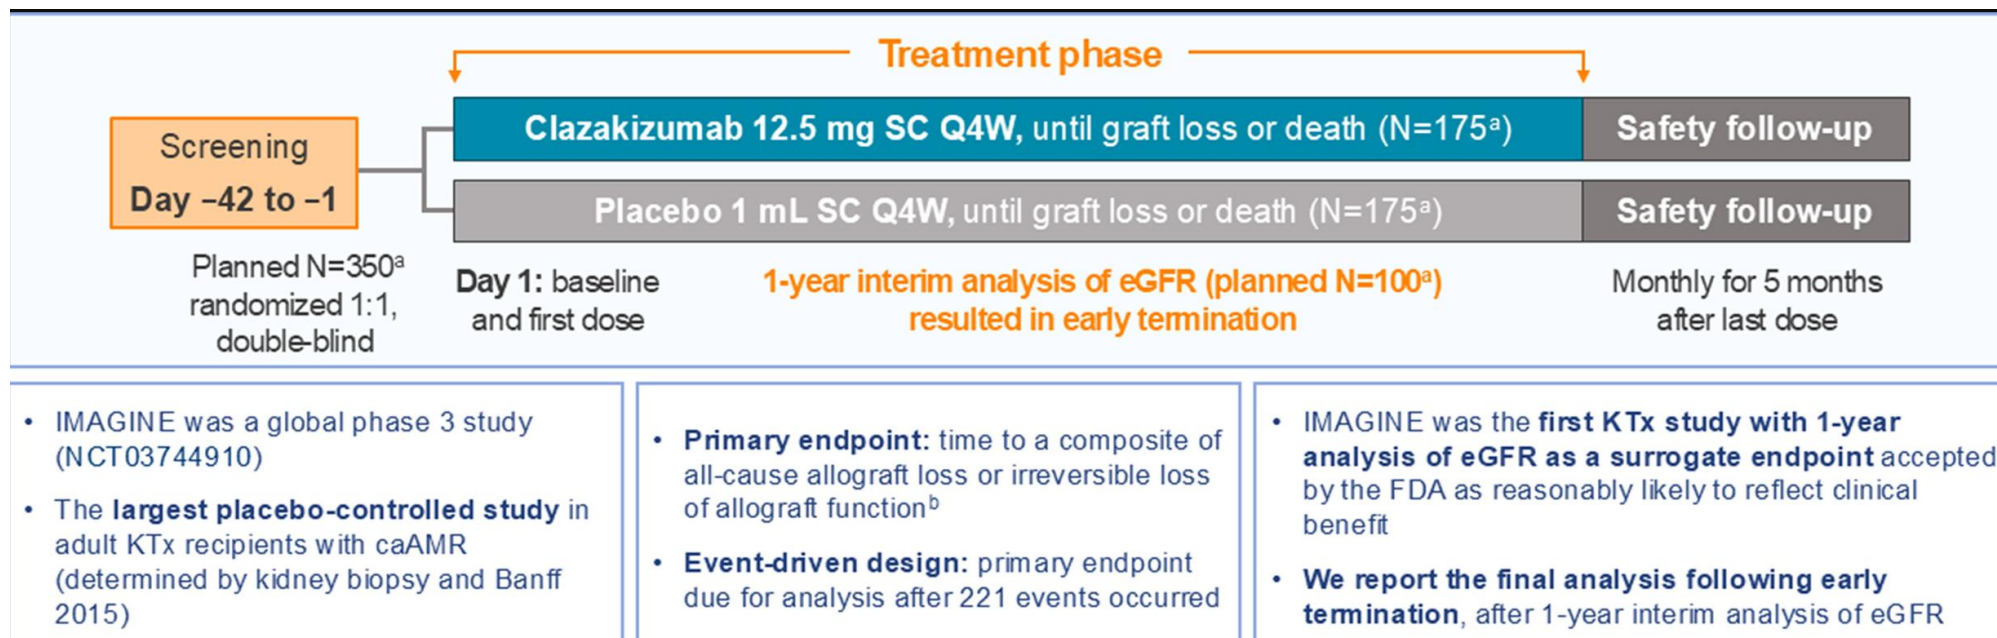 Treatment phase
Screening
Day –42 to –1
Clazakizumab 12.5 mg SC Q4W, until graft loss or death (N=175ᵃ)
Safety follow-up
Placebo 1 mL SC Q4W, until graft loss or death (N=175ᵃ)
Safety follow-up
Planned N=350ᵃ
randomized 1:1,
double-blind
Day 1: baseline
and first dose
1-year interim analysis of eGFR (planned N=100ᵃ)
resulted in early termination
Monthly for 5 months
after last dose
• IMAGINE was a global phase 3 study
(NCT03744910)
• The largest placebo-controlled study in
adult KTx recipients with caAMR
(determined by kidney biopsy and Banff
2015)
• Primary endpoint: time to a composite of
all-cause allograft loss or irreversible loss
of allograft functionᵇ
• Event-driven design: primary endpoint
due for analysis after 221 events occurred
• IMAGINE was the first KTx study with 1-year
analysis of eGFR as a surrogate endpoint accepted
by the FDA as reasonably likely to reflect clinical
benefit
• We report the final analysis following early
termination, after 1-year interim analysis of eGFR